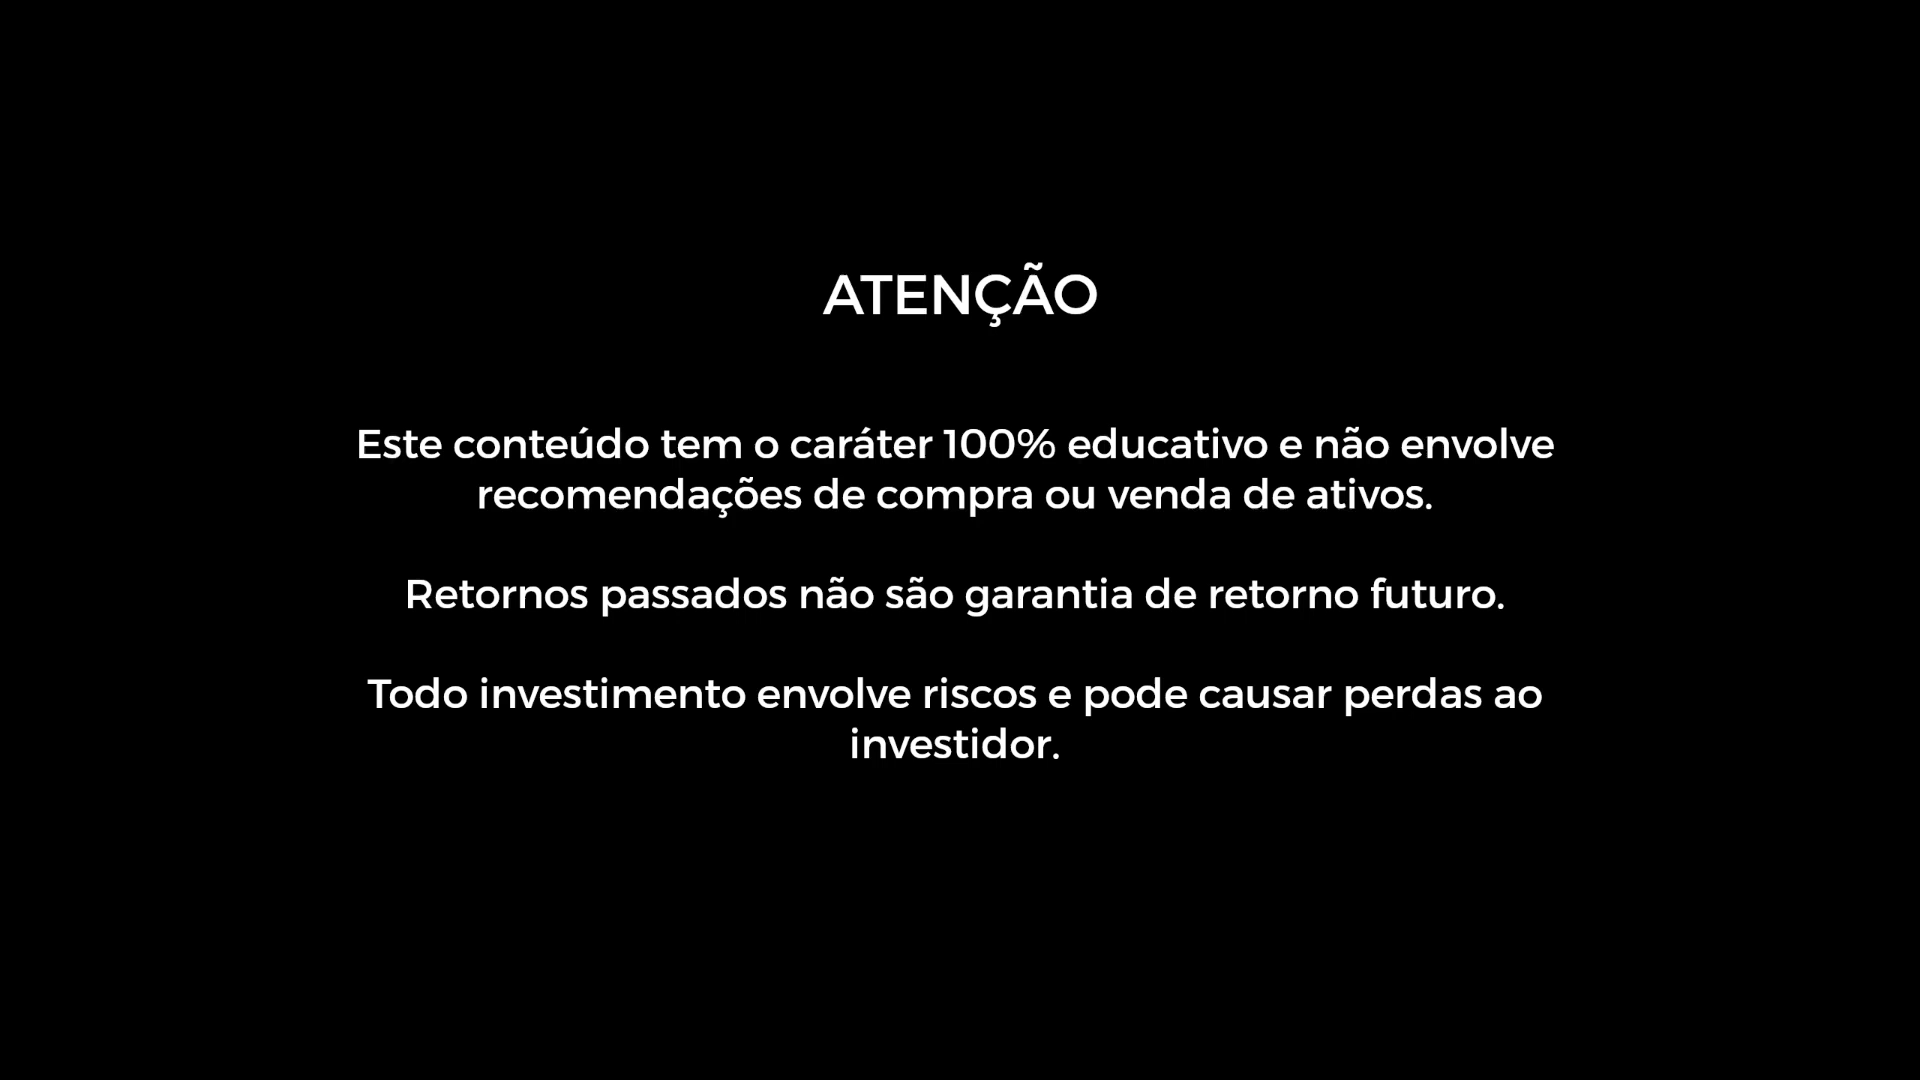 ATENÇÃO
Este conteúdo tem o caráter 100% educativo e não envolve
recomendações de compra ou venda de ativos.
Retornos passados não são garantia de retorno futuro.
Todo investimento envolve riscos e pode causar perdas ao
investidor.